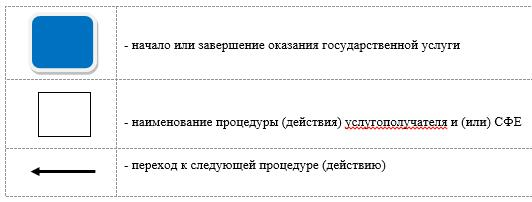 - начало или завершение оказания государственной услуги
- наименование процедуры (действия) услугополучателя и (или) СФЕ
- переход к следующей процедуре (действию)